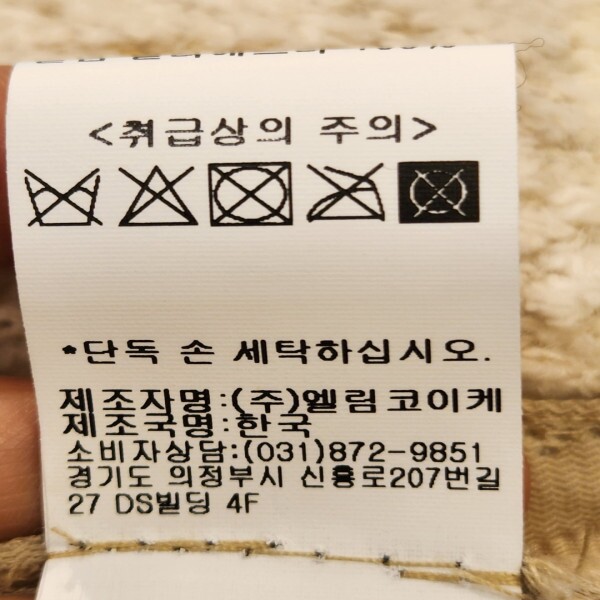 <취급상의 주의>
*단독 손 세탁하십시오.
제조자명:(주)엘림코이케
제조국명:한국
소비자상담:(031)872-9851
경기도 의정부시 신흥로207번길
27 DS빌딩 4F